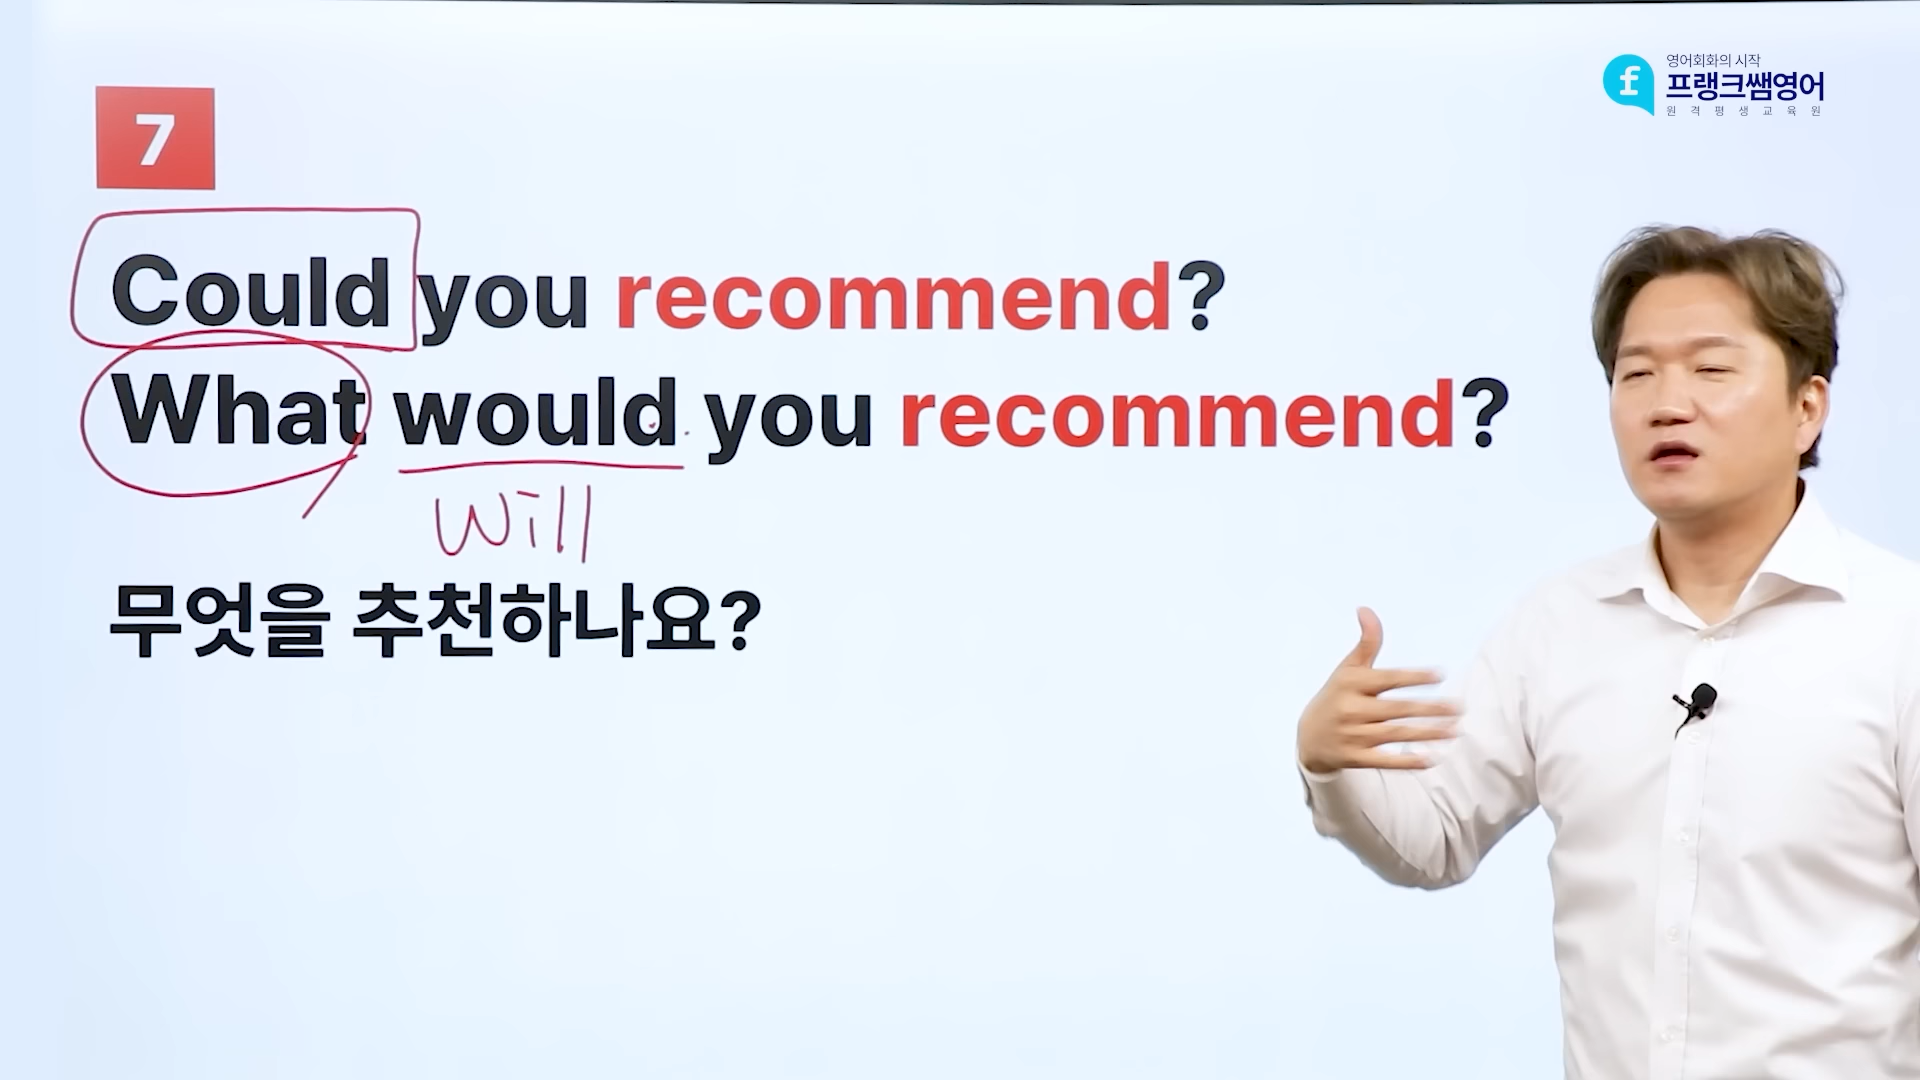 영어회화의 시작
프랭크쌤영어
원격평생교육원
7
Could you recommend?
What would you recommend?
will
무엇을 추천하나요?